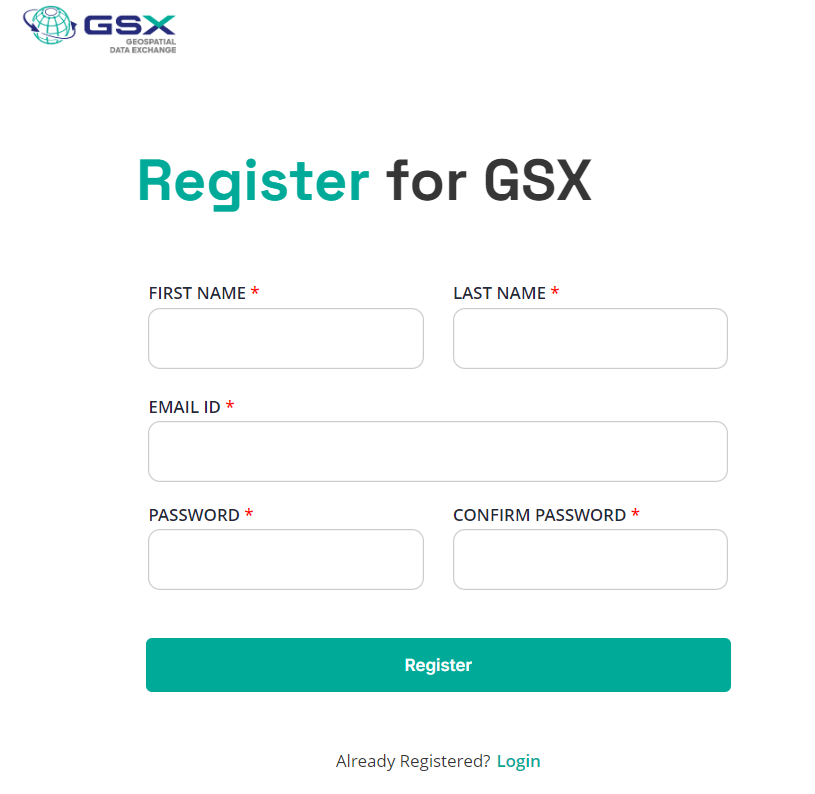 GSX
GEOSPATIAL
DATA EXCHANGE
Register for GSX
FIRST NAME * LAST NAME *
EMAIL ID *
PASSWORD * CONFIRM PASSWORD *
Register
Already Registered? Login